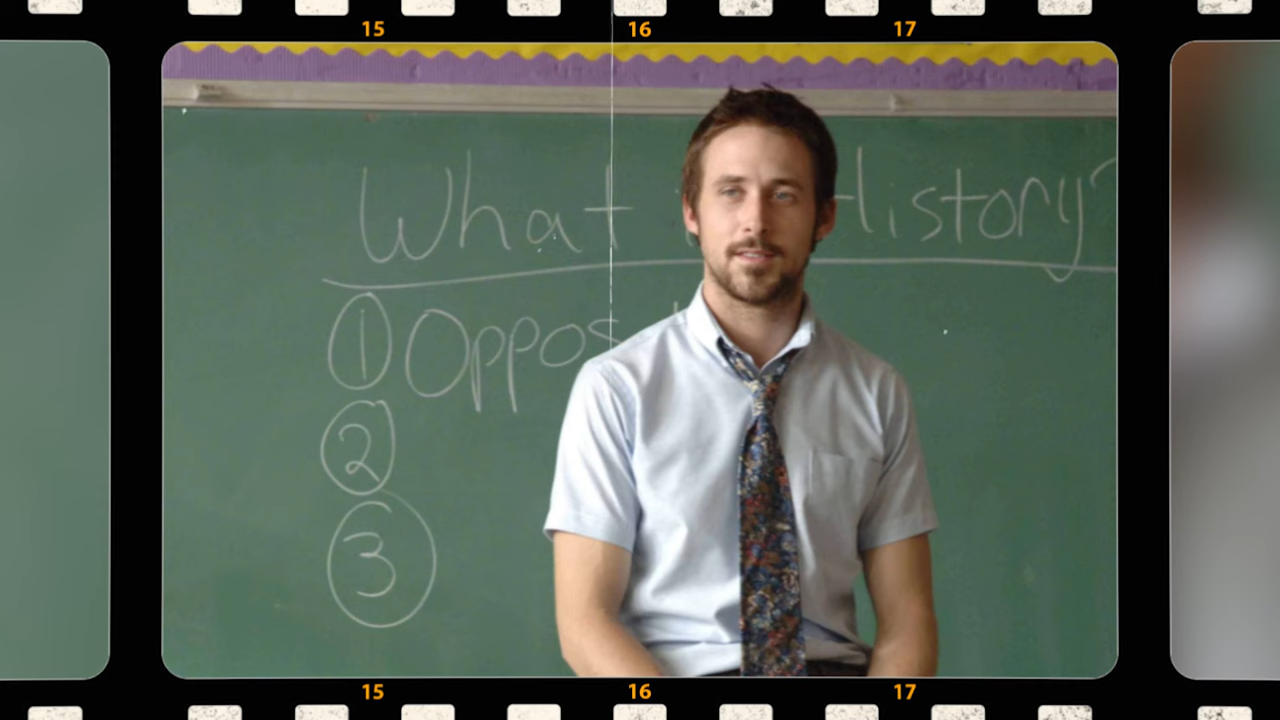 15 16 17
What History?
① Oppos
②
③
15 16 17